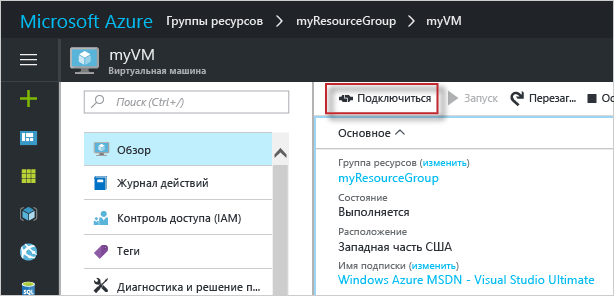 Microsoft Azure Группы ресурсов > myResourceGroup > myVM
myVM
Виртуальная машина
Поиск (Ctrl+/)
Обзор
Журнал действий
Контроль доступа (IAM)
Теги
Диагностика и решение п...
Подключиться Запуск Перезаг... Ос
Основное
Группа ресурсов (изменить)
myResourceGroup
Состояние
Выполняется
Расположение
Западная часть США
Имя подписки (изменить)
Windows Azure MSDN - Visual Studio Ultimate
SQL